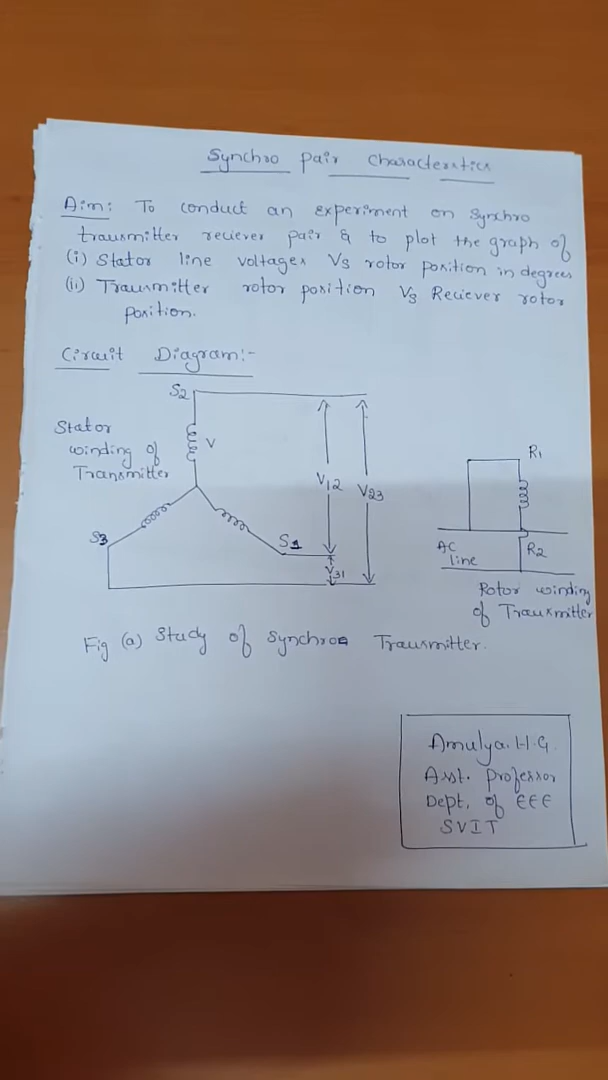 Synchro pair Characterstics
Aim: To conduct an experiment on Synchro
transmitter reciever pair & to plot the graph of
(i) Stator line voltages Vs rotor position in degrees
(ii) Transmitter rotor position Vs Reciever rotor
position.
Circuit Diagram:-
S2
Stator
winding of
Transmitter
V
V12
V23
S3
S1
V31
R1
AC
line
R2
Rotor winding
of Transmitter
Fig (a) Study of Synchro Transmitter.
Amulya.H.G.
Asst. professor
Dept. of EEE
SVIT